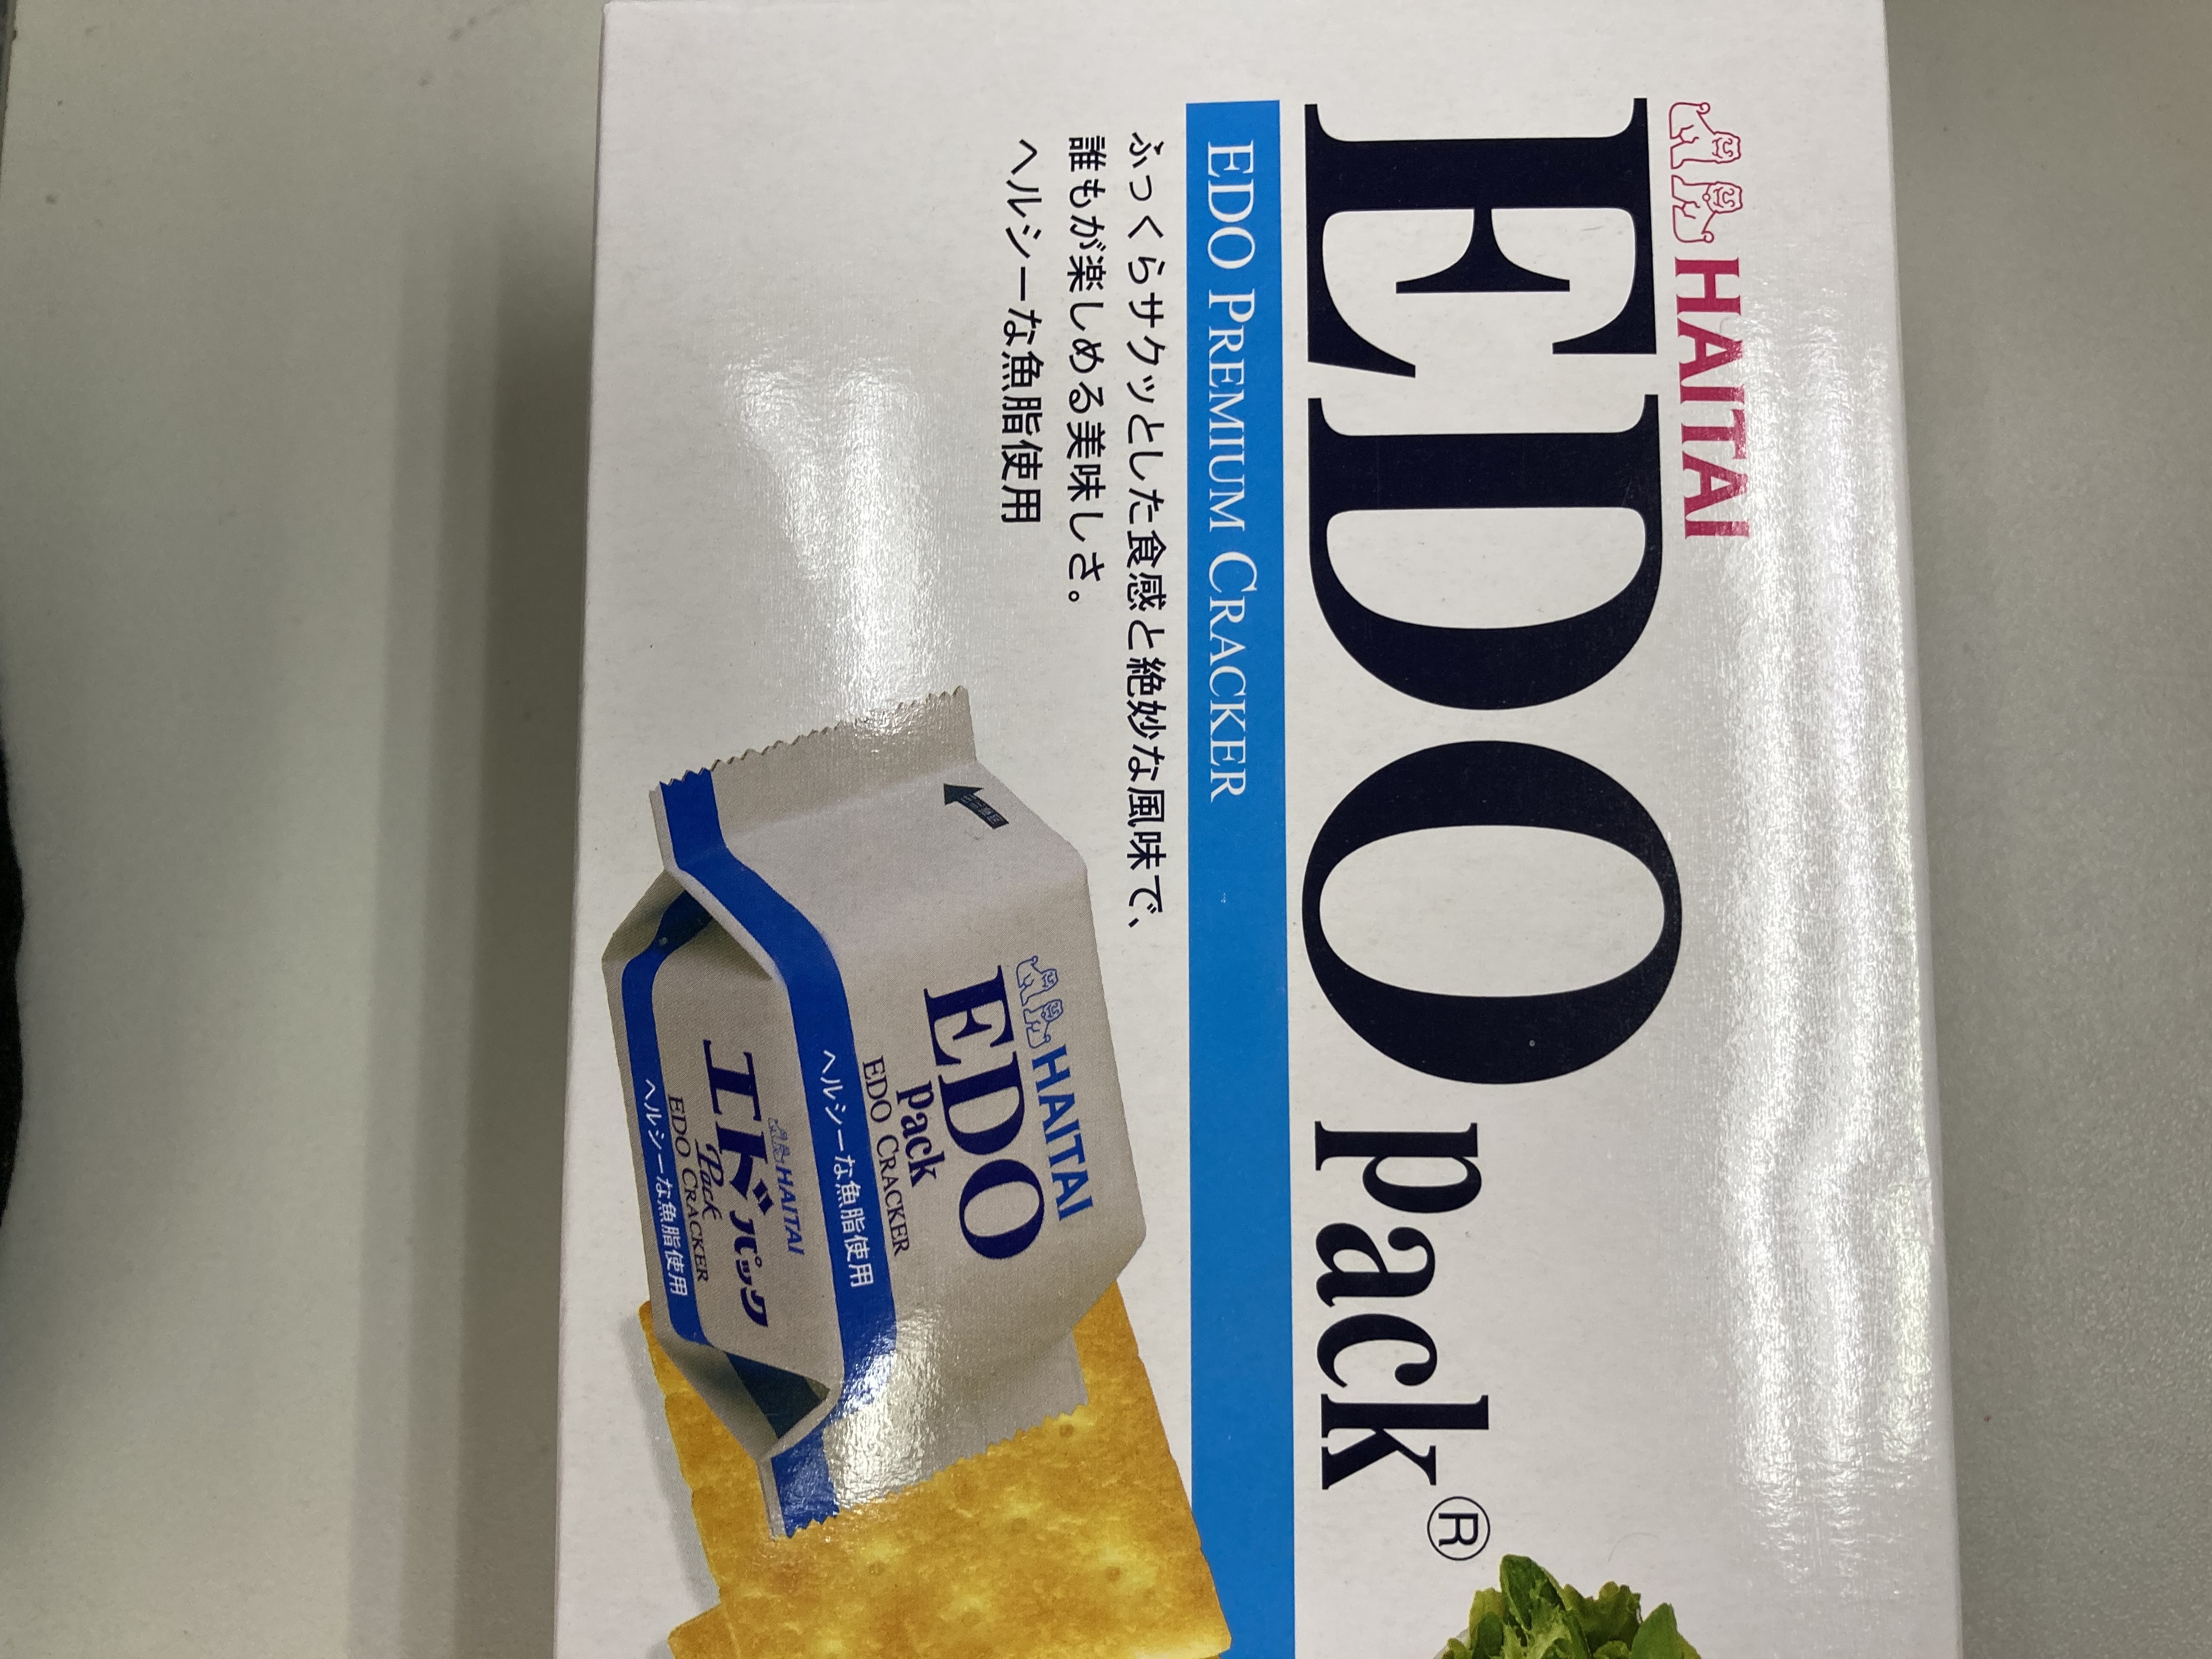 HAITAI
EDO pack®
EDO PREMIUM CRACKER
ふっくらサクッとした食感と絶妙な風味で、
誰もが楽しめる美味しさ。
ヘルシーな魚脂使用
HAITAI
EDO
pack
EDO CRACKER
ヘルシーな魚脂使用
HAITAI
エドパック
Pack
EDO CRACKER
ヘルシーな魚脂使用